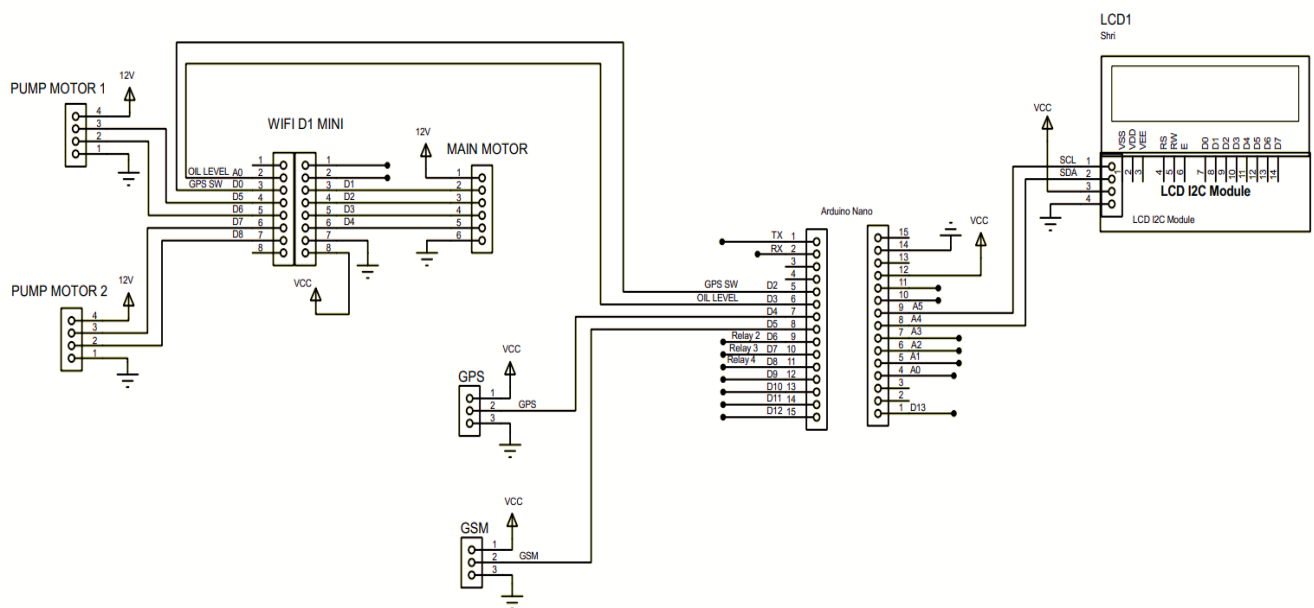 LCD1
Shri
12V
PUMP MOTOR 1
4
3
2
1
WIFI D1 MINI
12V
MAIN MOTOR
1
2
3
4
5
6
OIL LEVEL A0
GPS SW D0
D5
D6
D7
D8
1
2
3
4
5
6
7
8
1
2
3
4
5
6
7
8
D1
D2
D3
D4
VCC
PUMP MOTOR 2
12V
4
3
2
1
VCC
SCL
SDA
1
2
3
4
VSS
VDD
VEE
RS
RW
E
D0
D1
D2
D3
D4
D5
D6
D7
1
2
3
4
5
6
7
8
9
10
11
12
13
14
LCD I2C Module
LCD I2C Module
Arduino Nano
TX 1
RX 2
3
4
GPS SW D2 5
OIL LEVEL D3 6
D4 7
D5 8
Relay 2 D6 9
Relay 3 D7 10
Relay 4 D8 11
D9 12
D10 13
D11 14
D12 15
VCC
15
14
13
12
11
10
9 A5
8 A4
7 A3
6 A2
5 A1
4 A0
3
2
1 D13
VCC
GPS
1
2 GPS
3
VCC
GSM
1
2 GSM
3